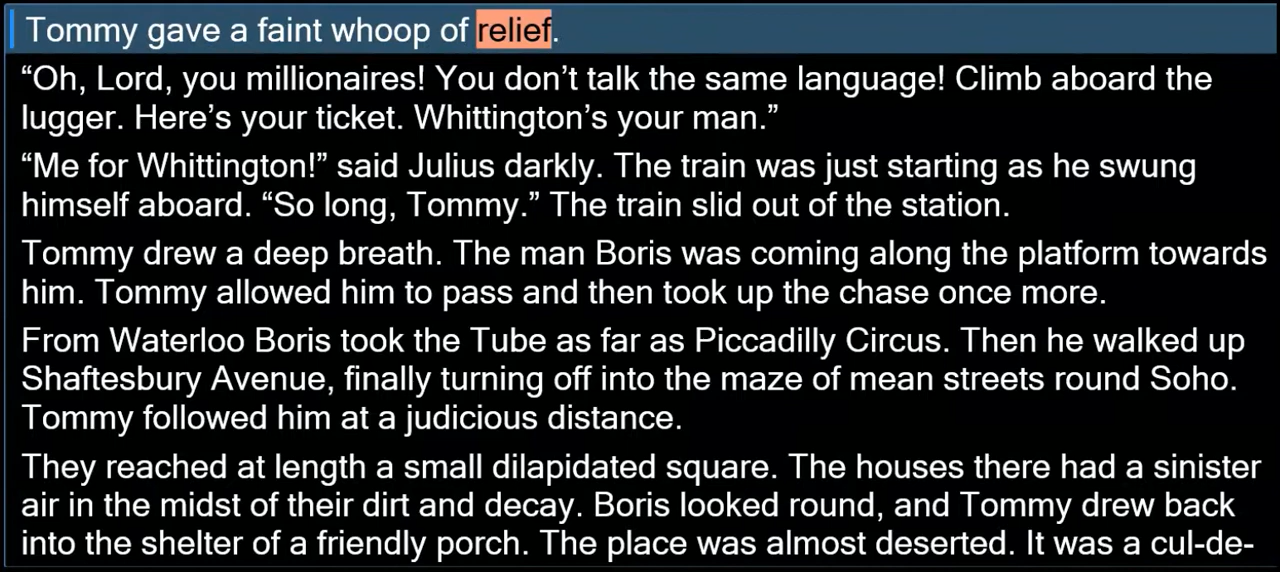 Tommy gave a faint whoop of relief.
“Oh, Lord, you millionaires! You don’t talk the same language! Climb aboard the
lugger. Here’s your ticket. Whittington’s your man.”
“Me for Whittington!” said Julius darkly. The train was just starting as he swung
himself aboard. “So long, Tommy.” The train slid out of the station.
Tommy drew a deep breath. The man Boris was coming along the platform towards
him. Tommy allowed him to pass and then took up the chase once more.
From Waterloo Boris took the Tube as far as Piccadilly Circus. Then he walked up
Shaftesbury Avenue, finally turning off into the maze of mean streets round Soho.
Tommy followed him at a judicious distance.
They reached at length a small dilapidated square. The houses there had a sinister
air in the midst of their dirt and decay. Boris looked round, and Tommy drew back
into the shelter of a friendly porch. The place was almost deserted. It was a cul-de-